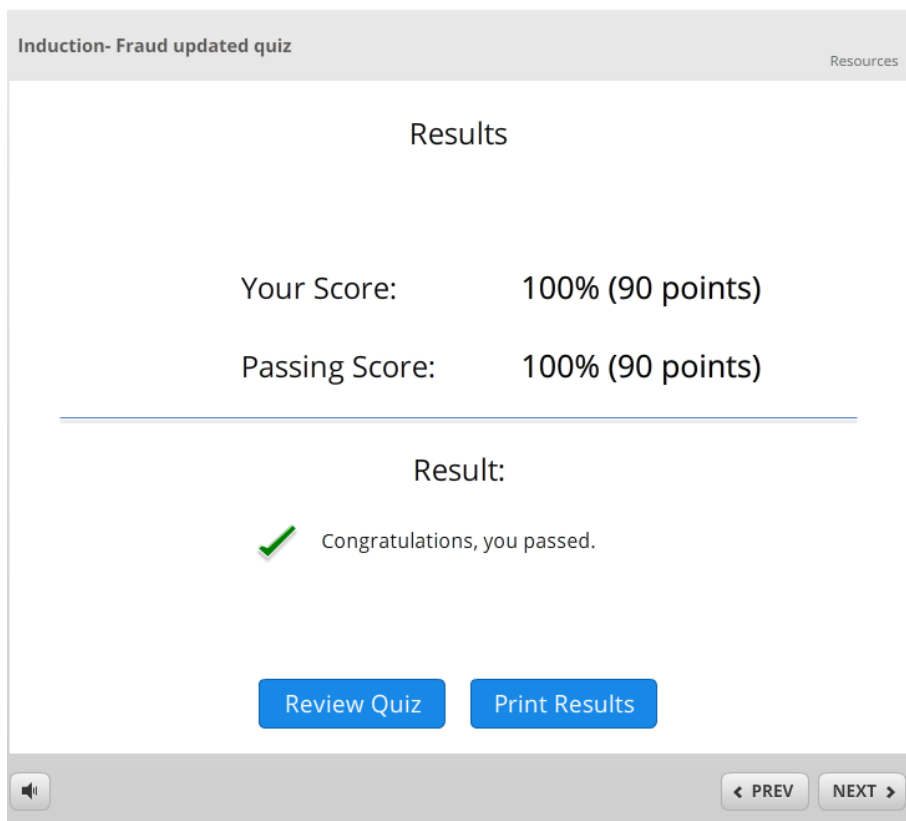 Induction- Fraud updated quiz
Resources
Results
Your Score: 100% (90 points)
Passing Score: 100% (90 points)
Result:
Congratulations, you passed.
Review Quiz Print Results
PREV NEXT